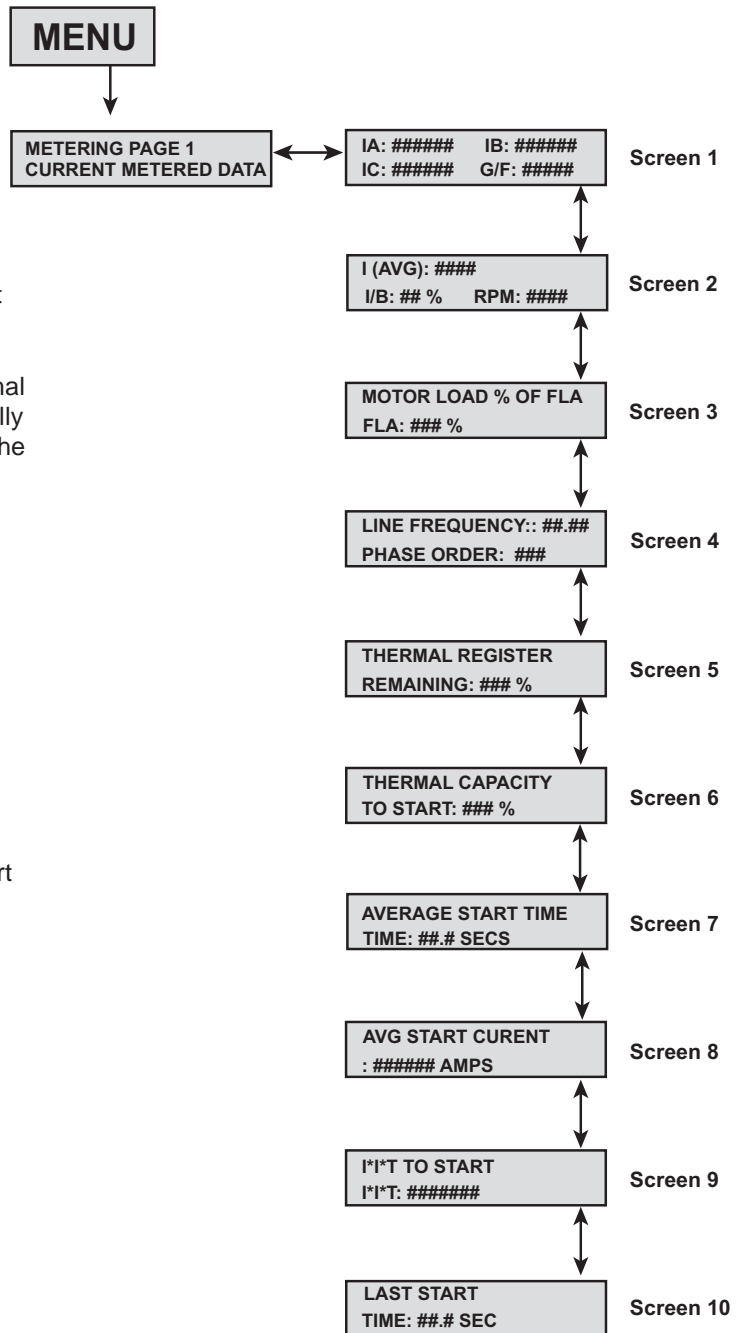 MENU
METERING PAGE 1
CURRENT METERED DATA
IA: ###### IB: ######
IC: ###### G/F: #####
Screen 1
I (AVG): ####
I/B: ## % RPM: ####
Screen 2
MOTOR LOAD % OF FLA
FLA: ### %
Screen 3
LINE FREQUENCY:: ##.##
PHASE ORDER: ###
Screen 4
THERMAL REGISTER
REMAINING: ### %
Screen 5
THERMAL CAPACITY
TO START: ### %
Screen 6
AVERAGE START TIME
TIME: ##.# SECS
Screen 7
AVG START CURENT
: ###### AMPS
Screen 8
I*I*T TO START
I*I*T: #######
Screen 9
LAST START
TIME: ##.# SEC
Screen 10